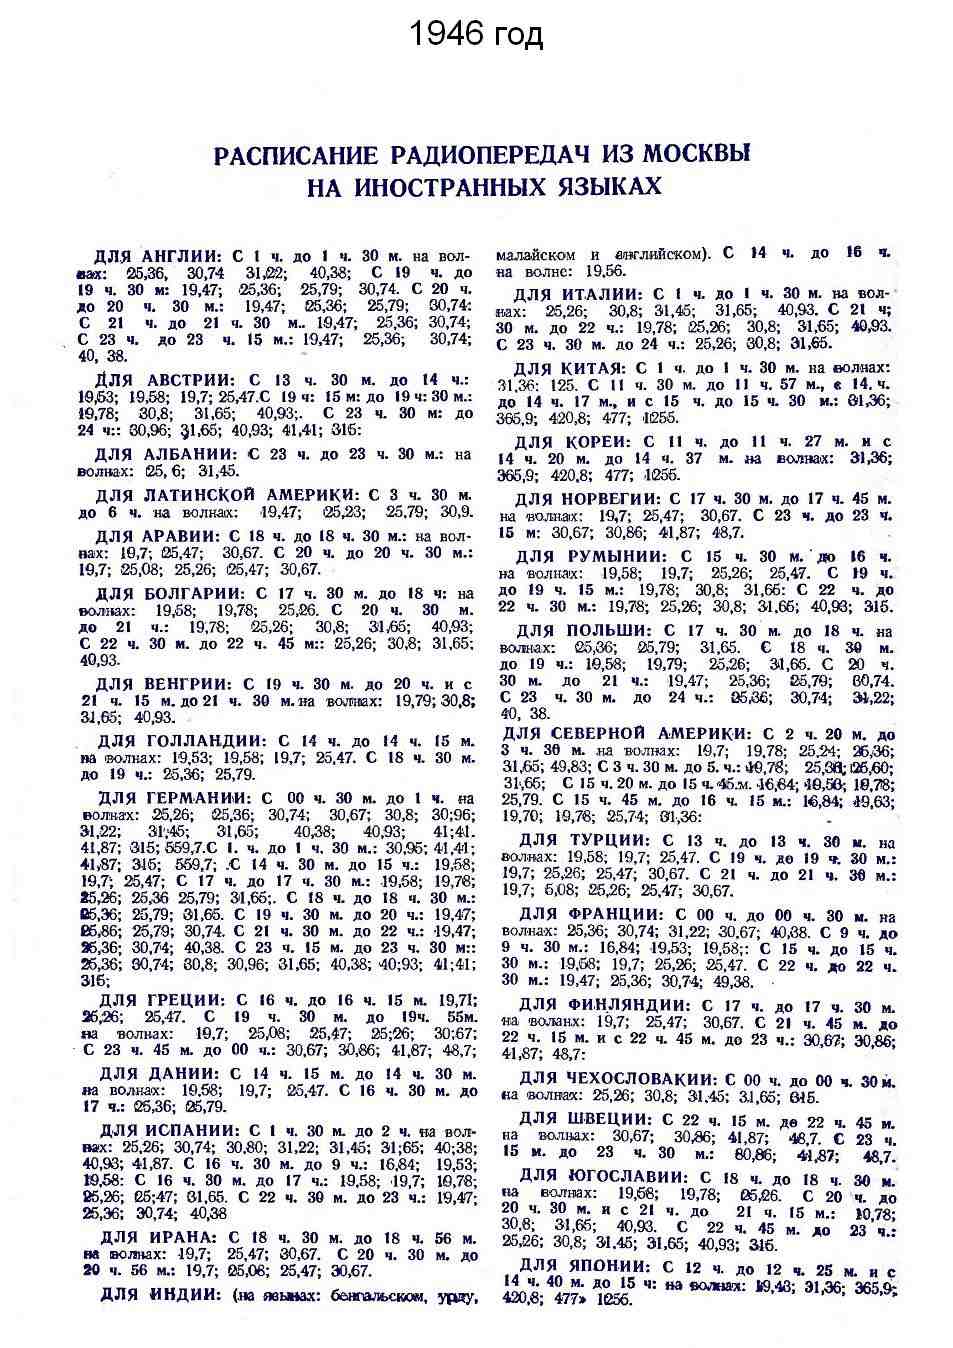 1946 год
РАСПИСАНИЕ РАДИОПЕРЕДАЧ ИЗ МОСКВЫ
НА ИНОСТРАННЫХ ЯЗЫКАХ
ДЛЯ АНГЛИИ: С 1 ч. до 1 ч. 30 м. на вол-
нах: 25,36, 30,74 31,22; 40,38; С 19 ч. до
19 ч. 30 м: 19,47; 25,36; 25,79; 30,74. С 20 ч.
до 20 ч. 30 м.: 19,47; 25,36; 25,79; 30,74:
С 21 ч. до 21 ч. 30 м.. 19,47; 25,36; 30,74;
С 23 ч. до 23 ч. 15 м.: 19,47; 25,36; 30,74;
40, 38.
ДЛЯ АВСТРИИ: С 13 ч. 30 м. до 14 ч.:
19,53; 19,58; 19,7; 25,47. С 19 ч: 15 м: до 19 ч: 30 м.:
19,78; 30,8; 31,65; 40,93;. С 23 ч. 30 м: до
24 ч:: 30,96; 31,65; 40,93; 41,41; 315:
ДЛЯ АЛБАНИИ: С 23 ч. до 23 ч. 30 м.: на
волнах: 25, 6; 31,45.
ДЛЯ ЛАТИНСКОЙ АМЕРИКИ: С 3 ч. 30 м.
до 6 ч. на волнах: 19,47; 25,23; 25,79; 30,9.
ДЛЯ АРАВИИ: С 18 ч. до 18 ч. 30 м.: на вол-
нах: 19,7; 25,47; 30,67. С 20 ч. до 20 ч. 30 м.:
19,7; 25,08; 25,26; 25,47; 30,67.
ДЛЯ БОЛГАРИИ: С 17 ч. 30 м. до 18 ч: на
волнах: 19,58; 19,78; 25,26. С 20 ч. 30 м.
до 21 ч.: 19,78; 25,26; 30,8; 31,65; 40,93;
С 22 ч. 30 м. до 22 ч. 45 м:: 25,26; 30,8; 31,65;
40,93.
ДЛЯ ВЕНГРИИ: С 19 ч. 30 м. до 20 ч. и с
21 ч. 15 м. до 21 ч. 30 м. на волнах: 19,79; 30,8;
31,65; 40,93.
ДЛЯ ГОЛЛАНДИИ: С 14 ч. до 14 ч. 15 м.
на волнах: 19,53; 19,58; 19,7; 25,47. С 18 ч. 30 м.
до 19 ч.: 25,36; 25,79.
ДЛЯ ГЕРМАНИИ: С 00 ч. 30 м. до 1 ч. на
волнах: 25,26; 25,36; 30,74; 30,67; 30,8; 30;96;
31,22; 31,45; 31,65; 40,38; 40,93; 41;41.
41,87; 315; 559,7. С 1. ч. до 1 ч. 30 м.: 30,95; 41,41;
41,87; 315; 559,7; .С 14 ч. 30 м. до 15 ч.: 19,58;
19,7; 25,47; С 17 ч. до 17 ч. 30 м.: 19,58; 19,78;
25,26; 25,36 25,79; 31,65;. С 18 ч. до 18 ч. 30 м.:
25,36; 25,79; 31,65. С 19 ч. 30 м. до 20 ч.: 19,47;
25,86; 25,79; 30,74. С 21 ч. 30 м. до 22 ч.: 19,47;
25,36; 30,74; 40,38. С 23 ч. 15 м. до 23 ч. 30 м::
25,36; 30,74; 30,8; 30,96; 31,65; 40,38; 40;93; 41;41;
315;
ДЛЯ ГРЕЦИИ: С 16 ч. до 16 ч. 15 м. 19,71;
25,26; 25,47. С 19 ч. 30 м. до 19ч. 55м.
на волнах: 19,7; 25,08; 25,47; 25;26; 30;67;
С 23 ч. 45 м. до 00 ч.: 30,67; 30,86; 41,87; 48,7;
ДЛЯ ДАНИИ: С 14 ч. 15 м. до 14 ч. 30 м.
на волнах: 19,58; 19,7; 25,47. С 16 ч. 30 м. до
17 ч.: 25,36; 25,79.
ДЛЯ ИСПАНИИ: С 1 ч. 30 м. до 2 ч. на вол-
нах: 25,26; 30,74; 30,80; 31,22; 31,45; 31;65; 40;38;
40,93; 41,87. С 16 ч. 30 м. до 9 ч.: 16,84; 19,53;
19,58: С 16 ч. 30 м. до 17 ч.: 19,58; 19,7; 19,78;
25,26; 25;47; 31,65. С 22 ч. 30 м. до 23 ч.: 19,47;
25,36; 30,74; 40,38
ДЛЯ ИРАНА: С 18 ч. 30 м. до 18 ч. 56 м.
на волнах: 19,7; 25,47; 30,67. С 20 ч. 30 м. до
20 ч. 56 м.: 19,7; 25,08; 25,47; 30,67.
ДЛЯ ИНДИИ: (на языках: бенгальском, урду,
малайском и английском). С 14 ч. до 16 ч.
на волне: 19,56.
ДЛЯ ИТАЛИИ: С 1 ч. до 1 ч. 30 м. на вол-
нах: 25,26; 30,8; 31,45; 31,65; 40,93. С 21 ч;
30 м. до 22 ч.: 19,78; 25,26; 30,8; 31,65; 40,93.
С 23 ч. 30 м. до 24 ч.: 25,26; 30,8; 31,65.
ДЛЯ КИТАЯ: С 1 ч. до 1 ч. 30 м. на волнах:
31,36: 125. С 11 ч. 30 м. до 11 ч. 57 м., с 14. ч.
до 14 ч. 17 м., и с 15 ч. до 15 ч. 30 м.: 31,36;
365,9; 420,8; 477; 1255.
ДЛЯ КОРЕИ: С 11 ч. до 11 ч. 27 м. и с
14 ч. 20 м. до 14 ч. 37 м. на волнах: 31,36;
365,9; 420,8; 477; 1256.
ДЛЯ НОРВЕГИИ: С 17 ч. 30 м. до 17 ч. 45 м.
на волнах: 19,7; 25,47; 30,67. С 23 ч. до 23 ч.
15 м: 30,67; 30,86; 41,87; 48,7.
ДЛЯ РУМЫНИИ: С 15 ч. 30 м. до 16 ч.
на волнах: 19,58; 19,7; 25,26; 25,47. С 19 ч.
до 19 ч. 15 м.: 19,78; 30,8; 31,65: С 22 ч. до
22 ч. 30 м.: 19,78; 25,26; 30,8; 31,65; 40,93; 315.
ДЛЯ ПОЛЬШИ: С 17 ч. 30 м. до 18 ч. на
волнах: 25,36; 25,79; 31,65. С 18 ч. 30 м.
до 19 ч.: 19,58; 19,79; 25,26; 31,65. С 20 ч.
30 м. до 21 ч.: 19,47; 25,36; 25,79; 30,74.
С 23 ч. 30 м. до 24 ч.: 25,36; 30,74; 31,22;
40, 38.
ДЛЯ СЕВЕРНОЙ АМЕРИКИ: С 2 ч. 20 м. до
3 ч. 30 м. на волнах: 19,7; 19,78; 25,24; 25,36;
31,65; 49,83; С 3 ч. 30 м. до 5. ч.: 19,78; 25,36; 25,60;
31,65; С 15 ч. 20 м. до 15 ч. 45.м. 16,84; 19,53; 19,78;
25,79. С 15 ч. 45 м. до 16 ч. 15 м.: 16,84; 19,63;
19,70; 19,78; 25,74; 31,36:
ДЛЯ ТУРЦИИ: С 13 ч. до 13 ч. 30 м. на
волнах: 19,58; 19,7; 25,47. С 19 ч. до 19 ч. 30 м.:
19,7; 25,26; 25,47; 30,67. С 21 ч. до 21 ч. 30 м.:
19,7; 5,08; 25,26; 25,47; 30,67.
ДЛЯ ФРАНЦИИ: С 00 ч. до 00 ч. 30 м. на
волнах: 25,36; 30,74; 31,22; 30,67; 40,38. С 9 ч. до
9 ч. 30 м.: 16,84; 19,53; 19,58;: С 15 ч. до 15 ч.
30 м.: 19,58; 19,7; 25,26; 25,47. С 22 ч. до 22 ч.
30 м.: 19,47; 25,36; 30,74; 49,38.
ДЛЯ ФИНЛЯНДИИ: С 17 ч. до 17 ч. 30 м.
на воланх: 19,7; 25,47; 30,67. С 21 ч. 45 м. до
22 ч. 15 м. и с 22 ч. 45 м. до 23 ч.: 30,67; 30,86;
41,87; 48,7:
ДЛЯ ЧЕХОСЛОВАКИИ: С 00 ч. до 00 ч. 30 м.
на волнах: 25,26; 30,8; 31,45; 31,65; 315.
ДЛЯ ШВЕЦИИ: С 22 ч. 15 м. до 22 ч. 45 м.
на волнах: 30,67; 30,86; 41,87; 48,7. С 23 ч.
15 м. до 23 ч. 30 м.: 80,86; 41,87; 48,7.
ДЛЯ ЮГОСЛАВИИ: С 18 ч. до 18 ч. 30 м.
на волнах: 19,58; 19,78; 25,26. С 20 ч. до
20 ч. 30 м. и с 21 ч. до 21 ч. 15 м.: 10,78;
30,8; 31,65; 40,93. С 22 ч. 45 м. до 23 ч.:
25,26; 30,8; 31,45; 31,65; 40,93; 315.
ДЛЯ ЯПОНИИ: С 12 ч. до 12 ч. 25 м. и с
14 ч. 40 м. до 15 ч: на волнах: 19,43; 31,36; 365,9;
420,8; 477» 1256.